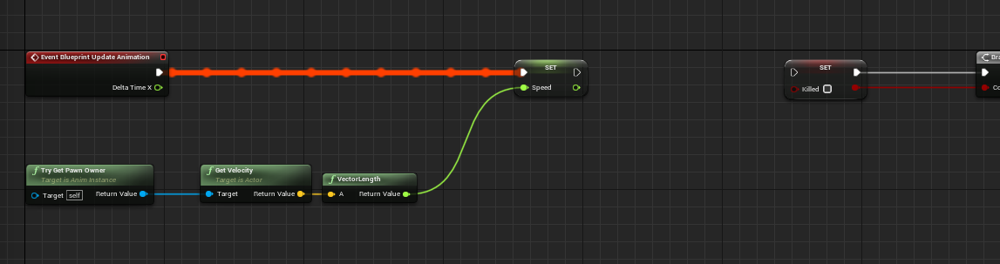 Event Blueprint Update Animation
Delta Time X
SET
Speed
SET
Killed
Bra
Co
Try Get Pawn Owner
Target is Anim Instance
Target self
Return Value
Get Velocity
Target is Actor
Target
Return Value
VectorLength
A
Return Value